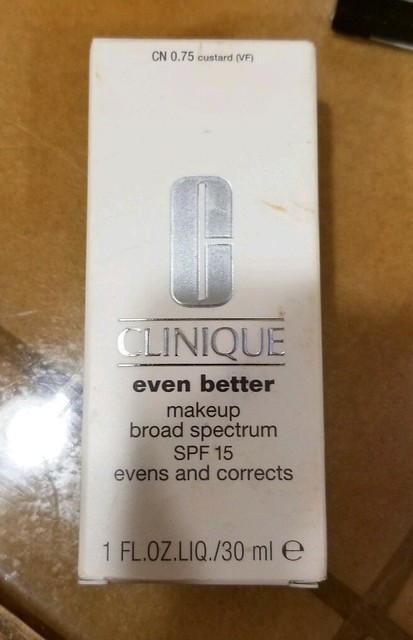 CN 0.75 custard (VF)
C
CLINIQUE
even better
makeup
broad spectrum
SPF 15
evens and corrects
1 FL.OZ.LIQ./30 ml ℮